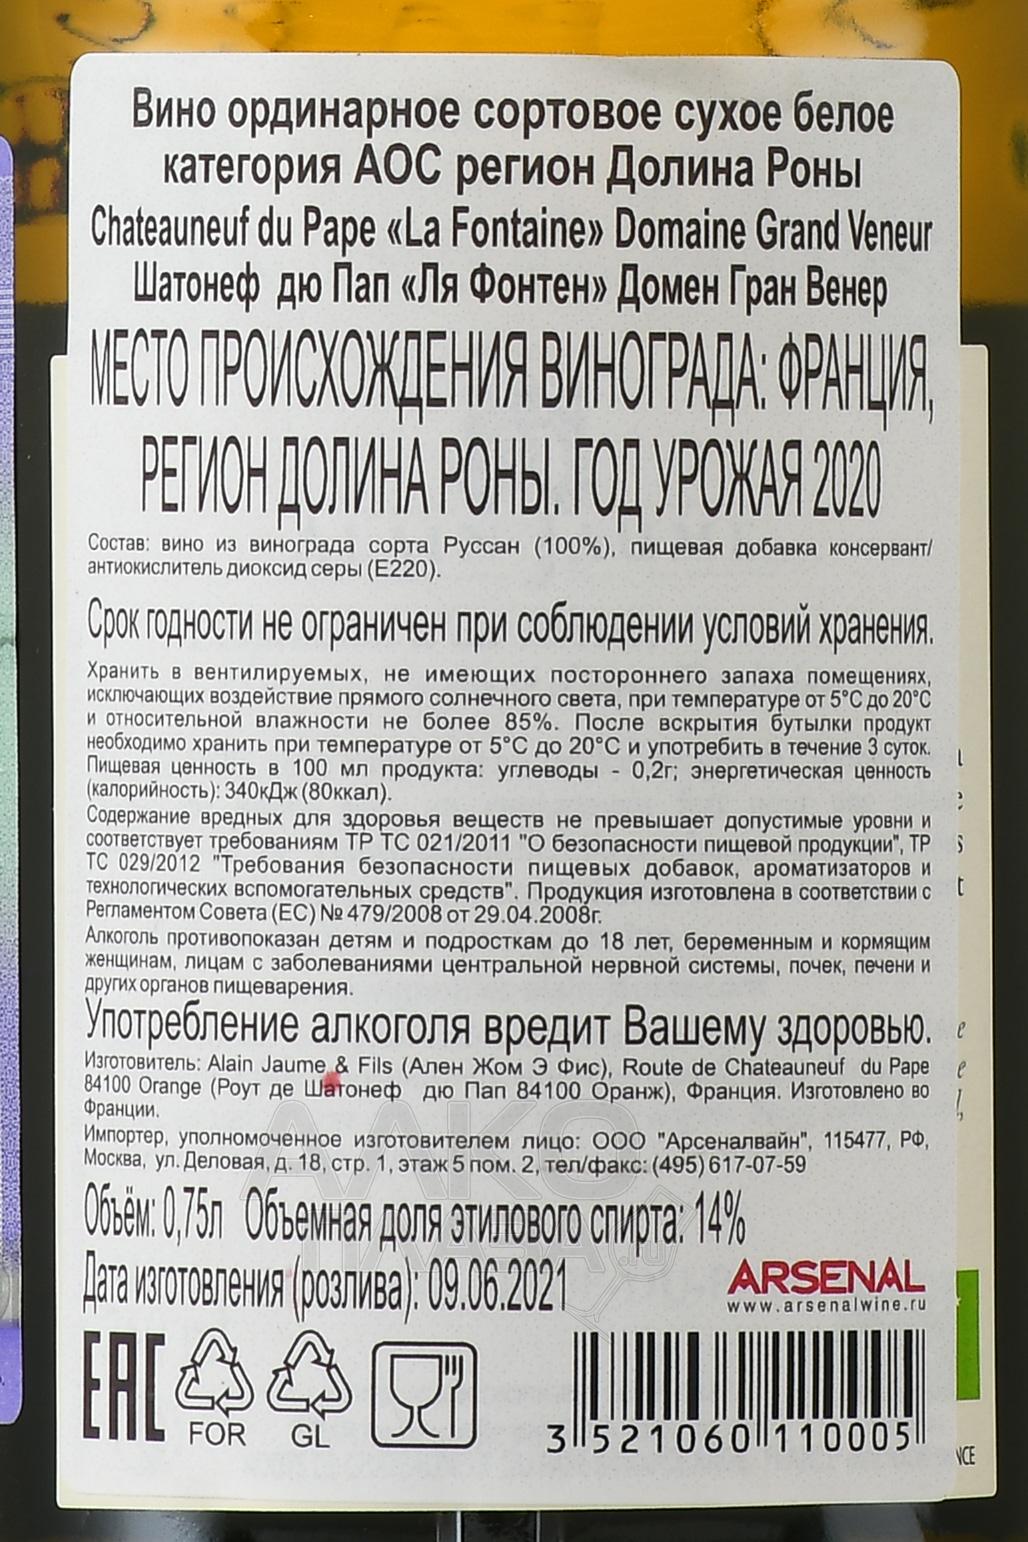 Вино ординарное сортовое сухое белое
категория АОС регион Долина Роны
Chateauneuf du Pape «La Fontaine» Domaine Grand Veneur
Шатонеф дю Пап «Ля Фонтен» Домен Гран Венер
МЕСТО ПРОИСХОЖДЕНИЯ ВИНОГРАДА: ФРАНЦИЯ,
РЕГИОН ДОЛИНА РОНЫ. ГОД УРОЖАЯ 2020
Состав: вино из винограда сорта Руссан (100%), пищевая добавка консервант/
антиокислитель диоксид серы (Е220).
Срок годности не ограничен при соблюдении условий хранения.
Хранить в вентилируемых, не имеющих постороннего запаха помещениях,
исключающих воздействие прямого солнечного света, при температуре от 5°С до 20°С
и относительной влажности не более 85%. После вскрытия бутылки продукт
необходимо хранить при температуре от 5°С до 20°С и употребить в течение 3 суток.
Пищевая ценность в 100 мл продукта: углеводы - 0,2г; энергетическая ценность
(калорийность): 340кДж (80ккал).
Содержание вредных для здоровья веществ не превышает допустимые уровни и
соответствует требованиям ТР ТС 021/2011 "О безопасности пищевой продукции", ТР
ТС 029/2012 "Требования безопасности пищевых добавок, ароматизаторов и
технологических вспомогательных средств". Продукция изготовлена в соответствии с
Регламентом Совета (ЕС) № 479/2008 от 29.04.2008г.
Алкоголь противопоказан детям и подросткам до 18 лет, беременным и кормящим
женщинам, лицам с заболеваниями центральной нервной системы, почек, печени и
других органов пищеварения.
Употребление алкоголя вредит Вашему здоровью.
Изготовитель: Alain Jaume & Fils (Ален Жом Э Фис), Route de Chateauneuf du Pape
84100 Orange (Роут де Шатонеф дю Пап 84100 Оранж), Франция. Изготовлено во
Франции.
Импортер, уполномоченное изготовителем лицо: ООО "Арсеналвайн", 115477, РФ,
Москва, ул. Деловая, д. 18, стр. 1, этаж 5 пом. 2, тел/факс: (495) 617-07-59
Объём: 0,75л Объемная доля этилового спирта: 14%
Дата изготовления (розлива): 09.06.2021
ARSENAL
www.arsenalwine.ru
ЕАС
FOR GL
3 521060 110005